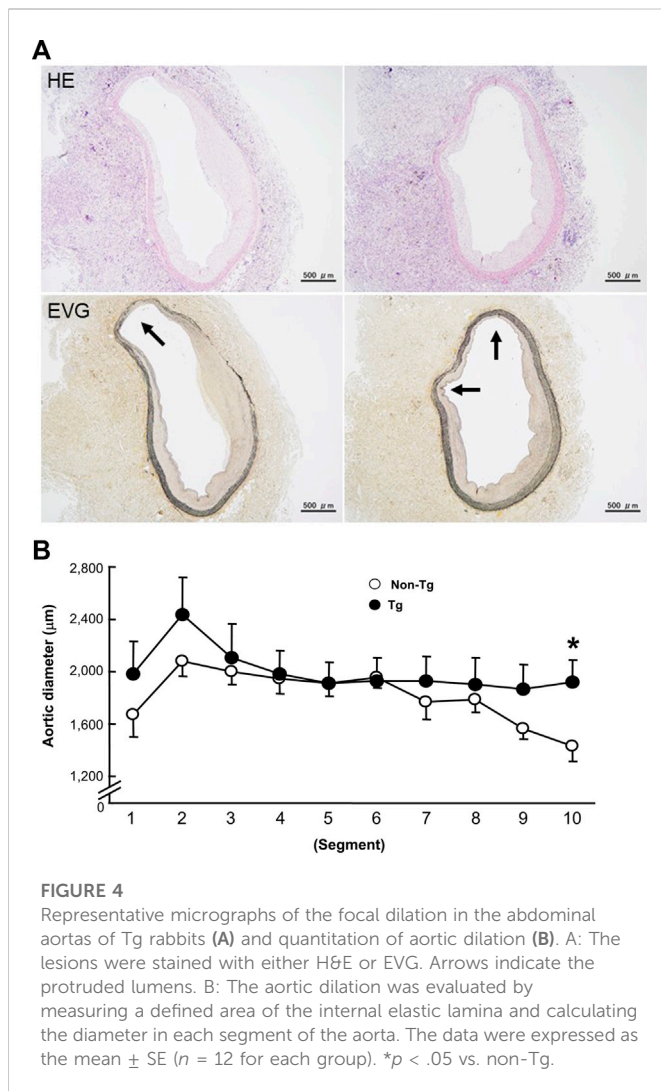 A
HE
500 μm
500 μm
EVG
500 μm
500 μm
B
2,800
2,400
2,000
1,600
1,200
0
Aortic diameter (μm)
Non-Tg
Tg
*
1 2 3 4 5 6 7 8 9 10
(Segment)
FIGURE 4
Representative micrographs of the focal dilation in the abdominal
aortas of Tg rabbits (A) and quantitation of aortic dilation (B). A: The
lesions were stained with either H&E or EVG. Arrows indicate the
protruded lumens. B: The aortic dilation was evaluated by
measuring a defined area of the internal elastic lamina and calculating
the diameter in each segment of the aorta. The data were expressed as
the mean ± SE (n = 12 for each group). *p < .05 vs. non-Tg.